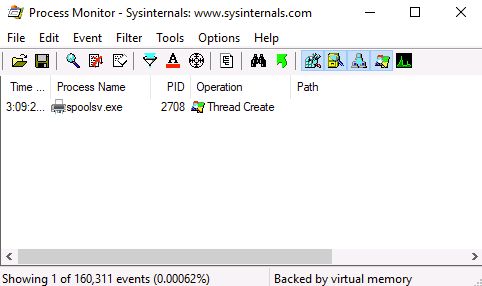 Process Monitor - Sysinternals: www.sysinternals.com
File Edit Event Filter Tools Options Help
Time ... Process Name PID Operation Path
3:09:2... spoolsv.exe 2708 Thread Create
Showing 1 of 160,311 events (0.00062%) Backed by virtual memory